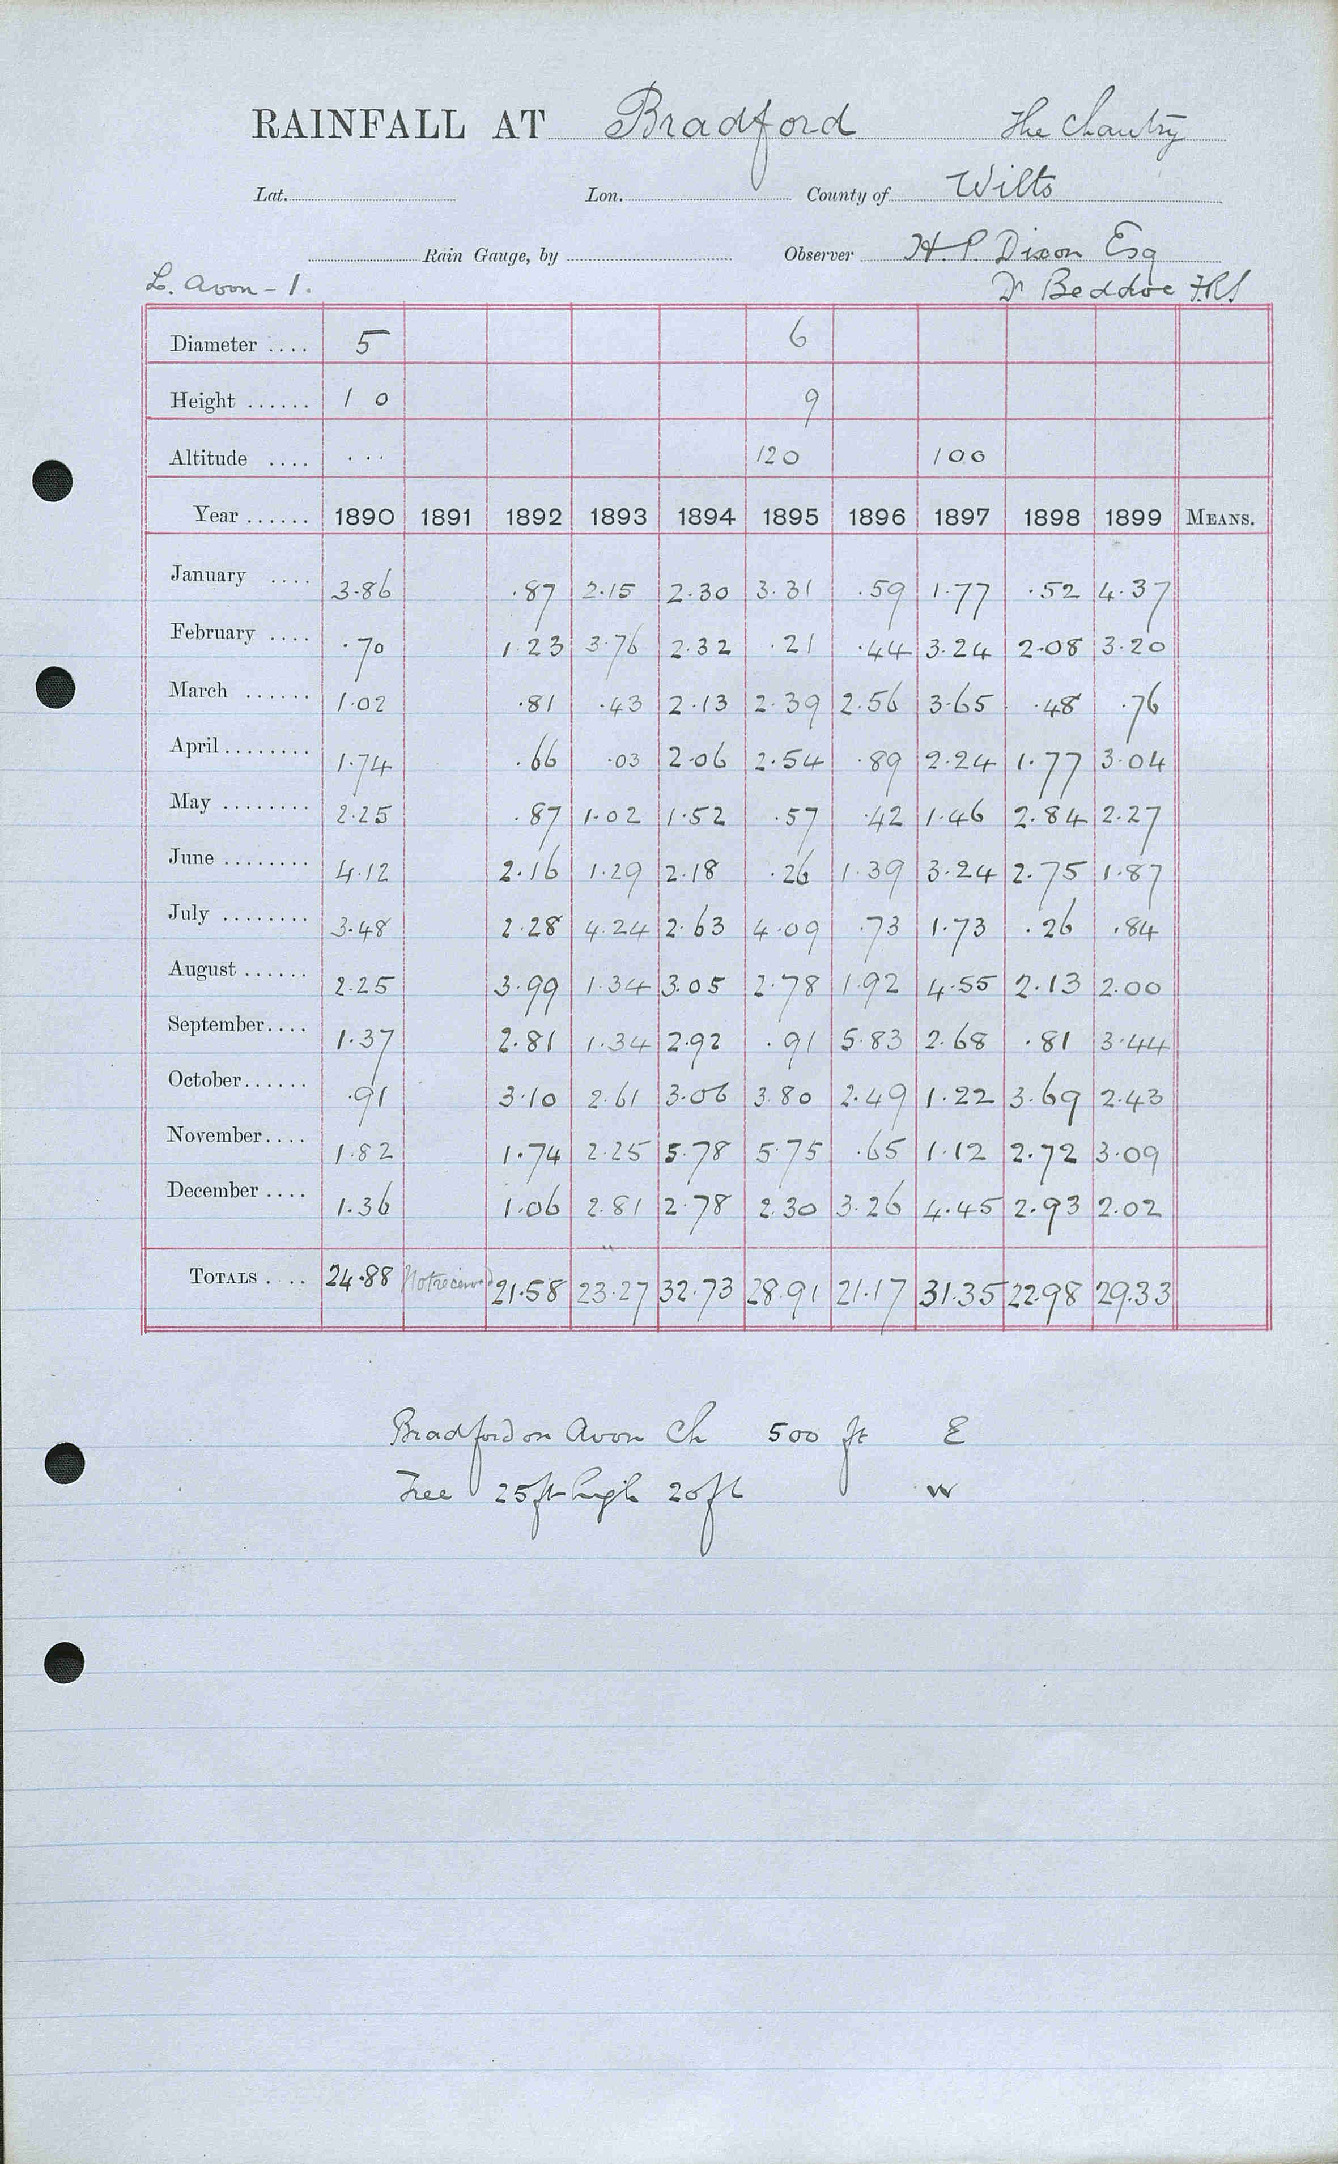 RAINFALL AT Bradford The Chantry
Lat. Lon. County of Wilts
Rain Gauge, by Observer H. P. Dixon Esq
L. Avon - 1. Dr Beddoe FRS
Diameter .... 5 6
Height ...... 1 0 9
Altitude .... ... 120 100
Year ...... 1890 1891 1892 1893 1894 1895 1896 1897 1898 1899 MEANS.
January .... 3.86 .87 2.15 2.30 3.31 .59 1.77 .52 4.37
February .... .70 1.23 3.76 2.32 .21 .44 3.24 2.08 3.20
March ...... 1.02 .81 .43 2.13 2.39 2.56 3.65 .48 .76
April ........ 1.74 .66 .03 2.06 2.54 .89 2.24 1.77 3.04
May ........ 2.25 .87 1.02 1.52 .57 .42 1.46 2.84 2.27
June ........ 4.12 2.16 1.29 2.18 .26 1.39 3.24 2.75 1.87
July ........ 3.48 2.28 4.24 2.63 4.09 .73 1.73 .26 .84
August ...... 2.25 3.99 1.34 3.05 2.78 1.92 4.55 2.13 2.00
September.... 1.37 2.81 1.34 2.92 .91 5.83 2.68 .81 3.44
October...... .91 3.10 2.61 3.06 3.80 2.49 1.22 3.69 2.43
November.... 1.82 1.74 2.25 5.78 5.75 .65 1.12 2.72 3.09
December .... 1.36 1.06 2.81 2.78 2.30 3.26 4.45 2.93 2.02
TOTALS .... 24.88 Not received 21.58 23.27 32.73 28.91 21.17 31.35 22.98 29.33
Bradford on Avon Ch 500 ft E
Tree 25 ft high 20 ft W